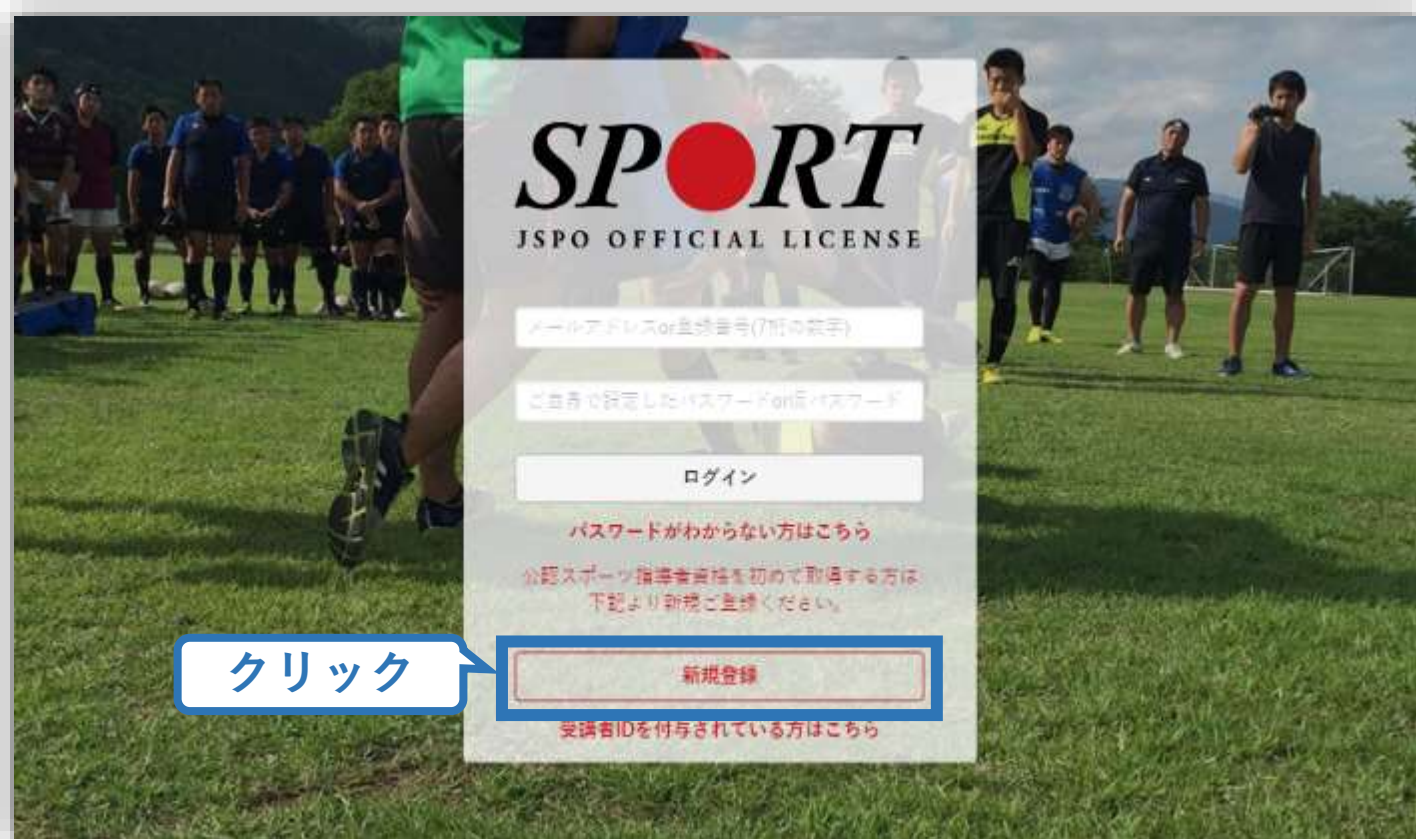 SPORT
JSPO OFFICIAL LICENSE
メールアドレスor登録番号(7桁の数字)
ご自身で設定したパスワードor仮パスワード
ログイン
パスワードがわからない方はこちら
公認スポーツ指導者資格を初めて取得する方は
下記より新規ご登録ください。
クリック
新規登録
受講者IDを付与されている方はこちら